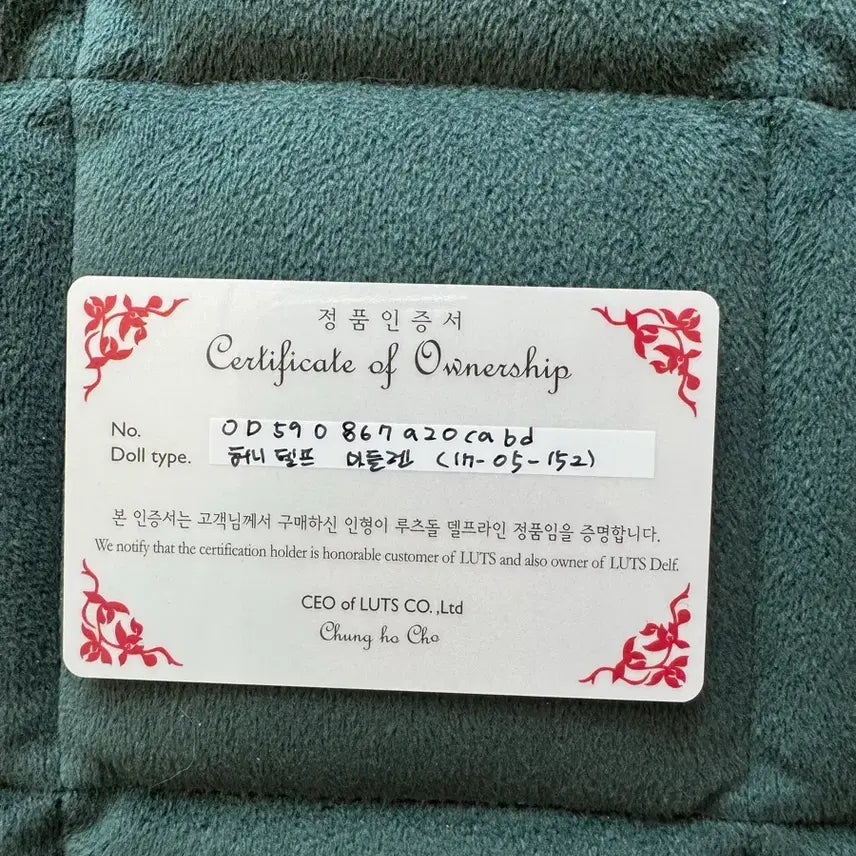 정품인증서
Certificate of Ownership
No. OD590867a20cabd
Doll type. 허니 델프 마들렌 (17-05-152)
본 인증서는 고객님께서 구매하신 인형이 루츠돌 델프라인 정품임을 증명합니다.
We notify that the certification holder is honorable customer of LUTS and also owner of LUTS Delf.
CEO of LUTS CO.,Ltd
Chung ho Cho